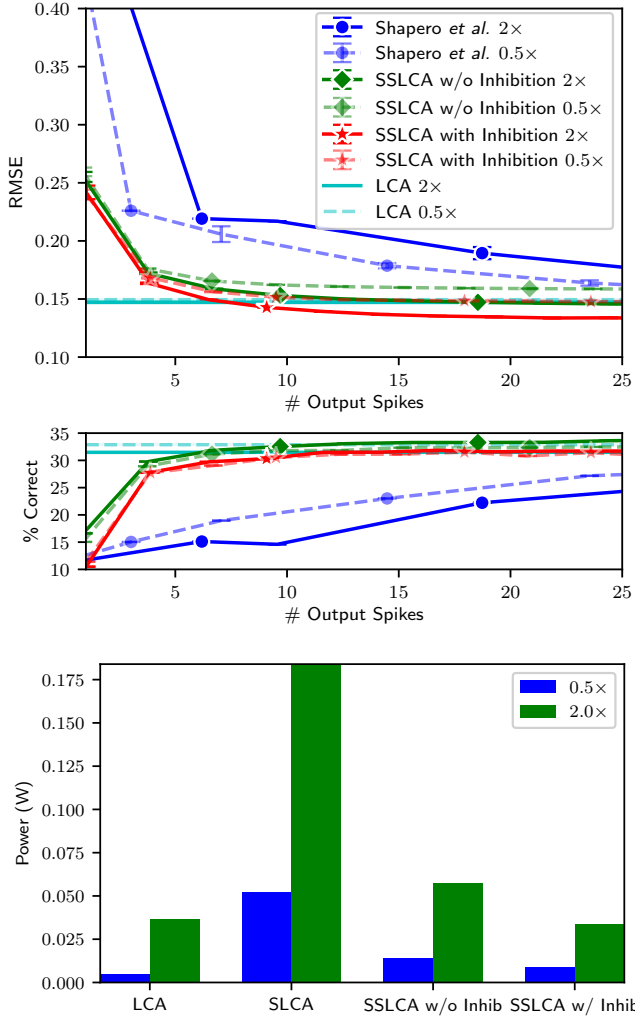 0.40
0.35
0.30
0.25
0.20
0.15
0.10
RMSE
Shapero et al. 2×
Shapero et al. 0.5×
SSLCA w/o Inhibition 2×
SSLCA w/o Inhibition 0.5×
SSLCA with Inhibition 2×
SSLCA with Inhibition 0.5×
LCA 2×
LCA 0.5×
5 10 15 20 25
# Output Spikes
35
30
25
20
15
10
% Correct
5 10 15 20 25
# Output Spikes
0.175
0.150
0.125
0.100
0.075
0.050
0.025
0.000
Power (W)
0.5×
2.0×
LCA SLCA SSLCA w/o Inhib SSLCA w/ Inhib